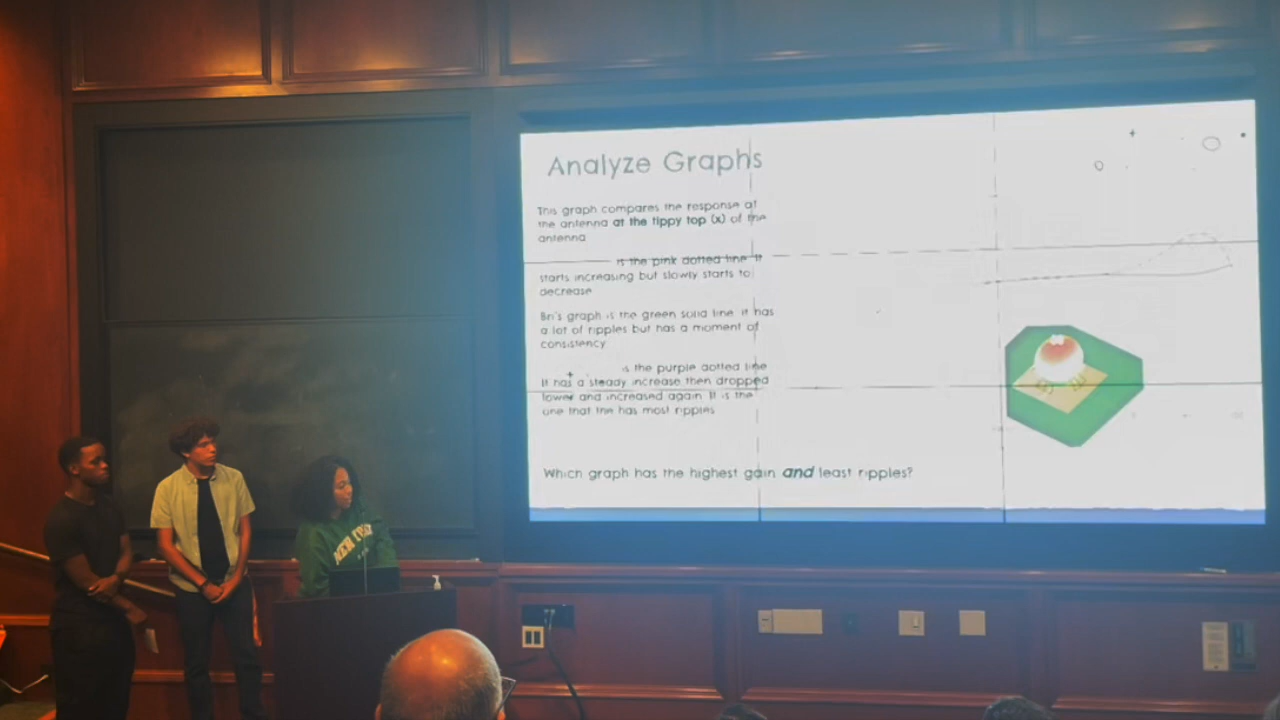 Analyze Graphs
This graph compares the response at
the antenna at the tippy top (x) of the
antenna
is the pink dotted line. It
starts increasing but slowly starts to
decrease
Bri's graph is the green solid line. It has
a lot of ripples but has a moment of
consistency
is the purple dotted line
It has a steady increase then dropped
lower and increased again. It is the
one that the has most ripples
Which graph has the highest gain and least ripples?
NEW YORK